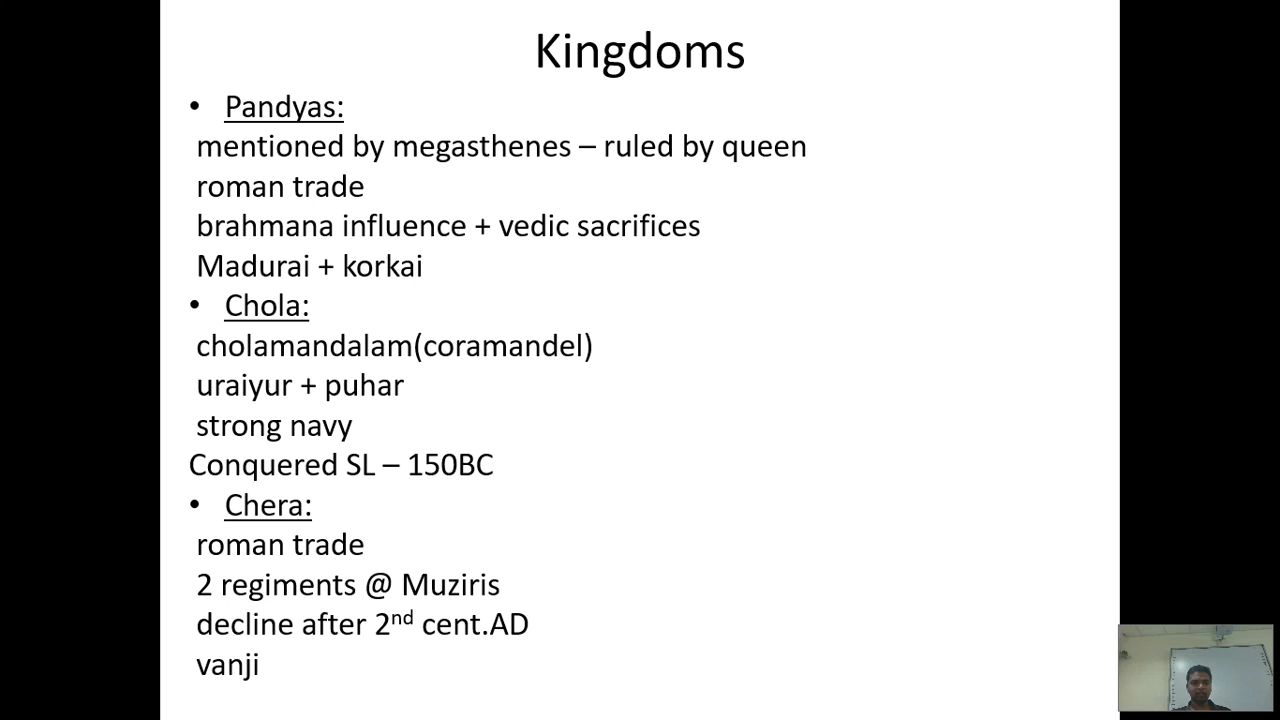 Kingdoms
• Pandyas:
mentioned by megasthenes – ruled by queen
roman trade
brahmana influence + vedic sacrifices
Madurai + korkai
• Chola:
cholamandalam(coramandel)
uraiyur + puhar
strong navy
Conquered SL – 150BC
• Chera:
roman trade
2 regiments @ Muziris
decline after 2nd cent.AD
vanji